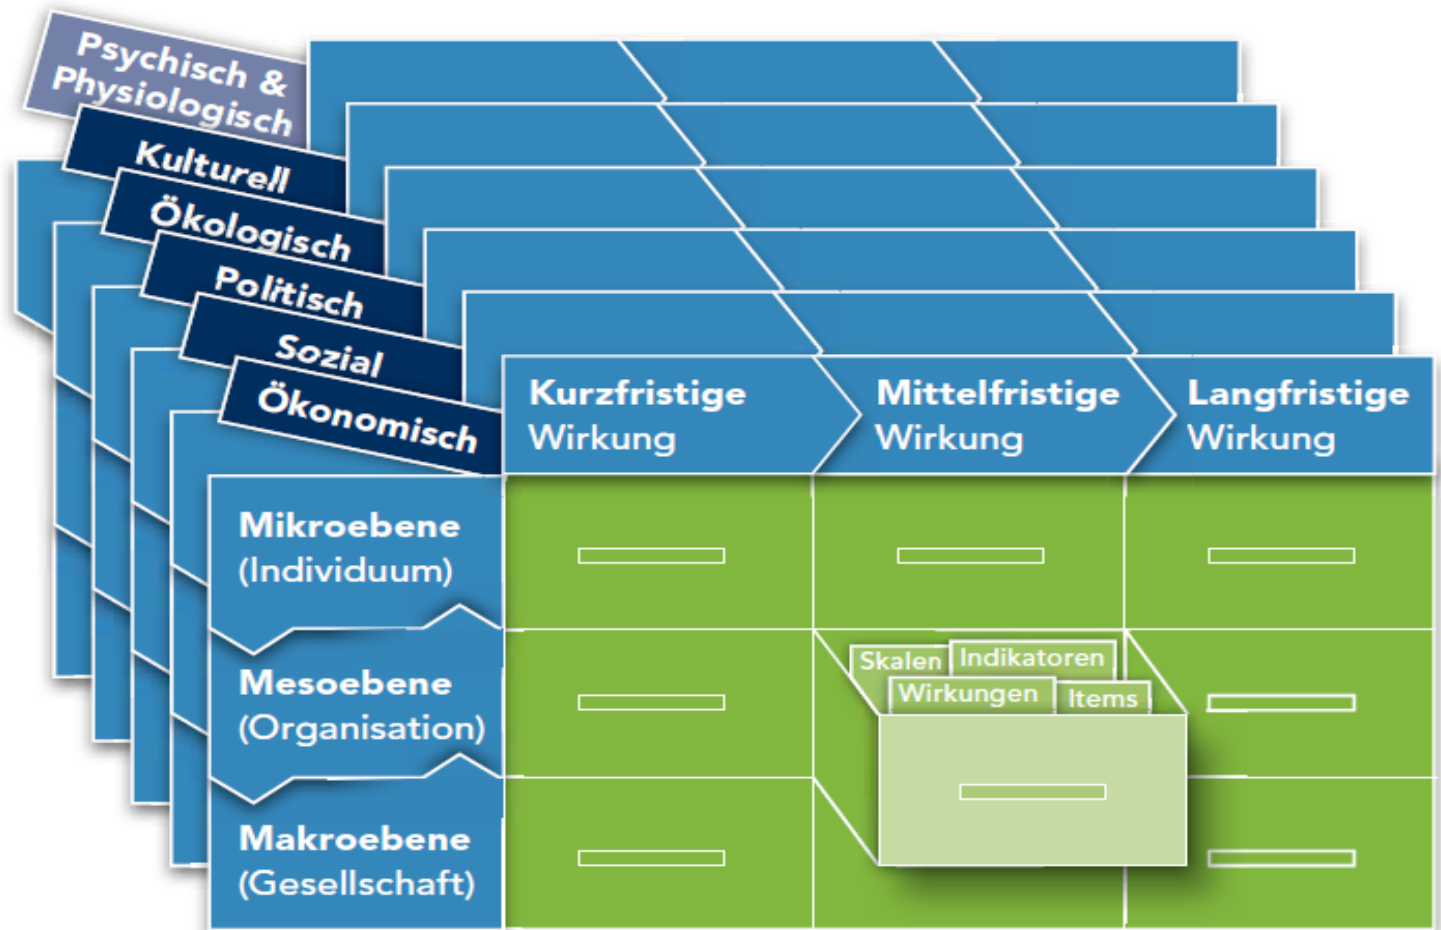 Psychisch &
Physiologisch
Kulturell
Ökologisch
Politisch
Sozial
Ökonomisch
Kurzfristige
Wirkung
Mittelfristige
Wirkung
Langfristige
Wirkung
Mikroebene
(Individuum)
Mesoebene
(Organisation)
Makroebene
(Gesellschaft)
Skalen
Indikatoren
Wirkungen
Items